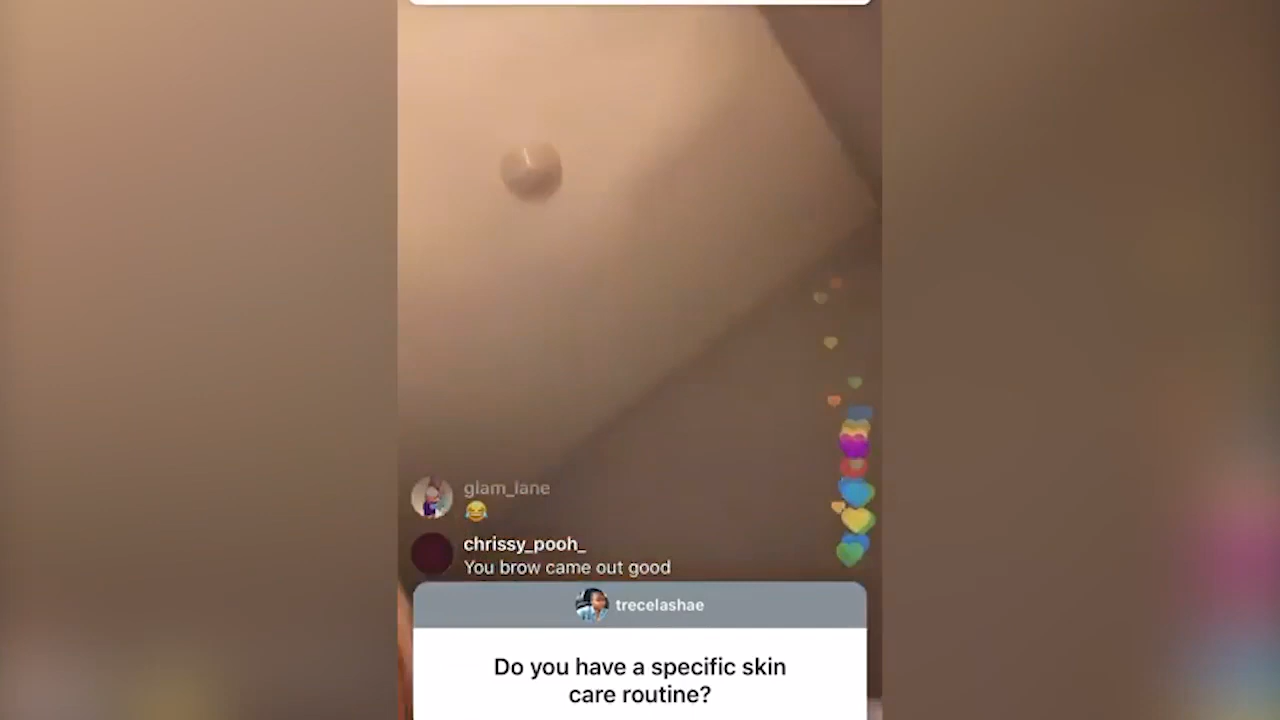 glam_lane
😂
chrissy_pooh_
You brow came out good
trecelashae
Do you have a specific skin
care routine?